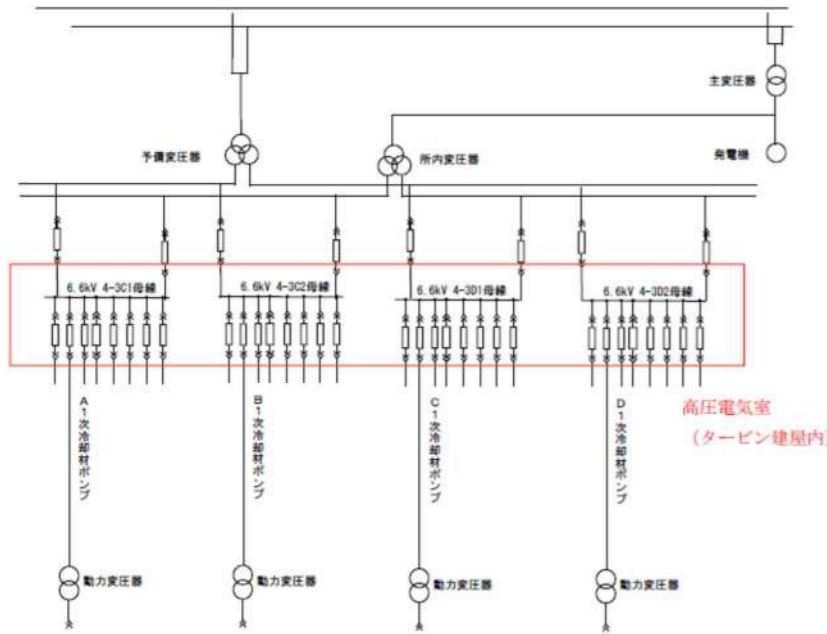 主変圧器
予備変圧器
所内変圧器
発電機
6.6kV 4-3C1母線
6.6kV 4-3C2母線
6.6kV 4-3D1母線
6.6kV 4-3D2母線
A1次冷却材ポンプ
B1次冷却材ポンプ
C1次冷却材ポンプ
D1次冷却材ポンプ
高圧電気室
(タービン建屋内)
動力変圧器
動力変圧器
動力変圧器
動力変圧器